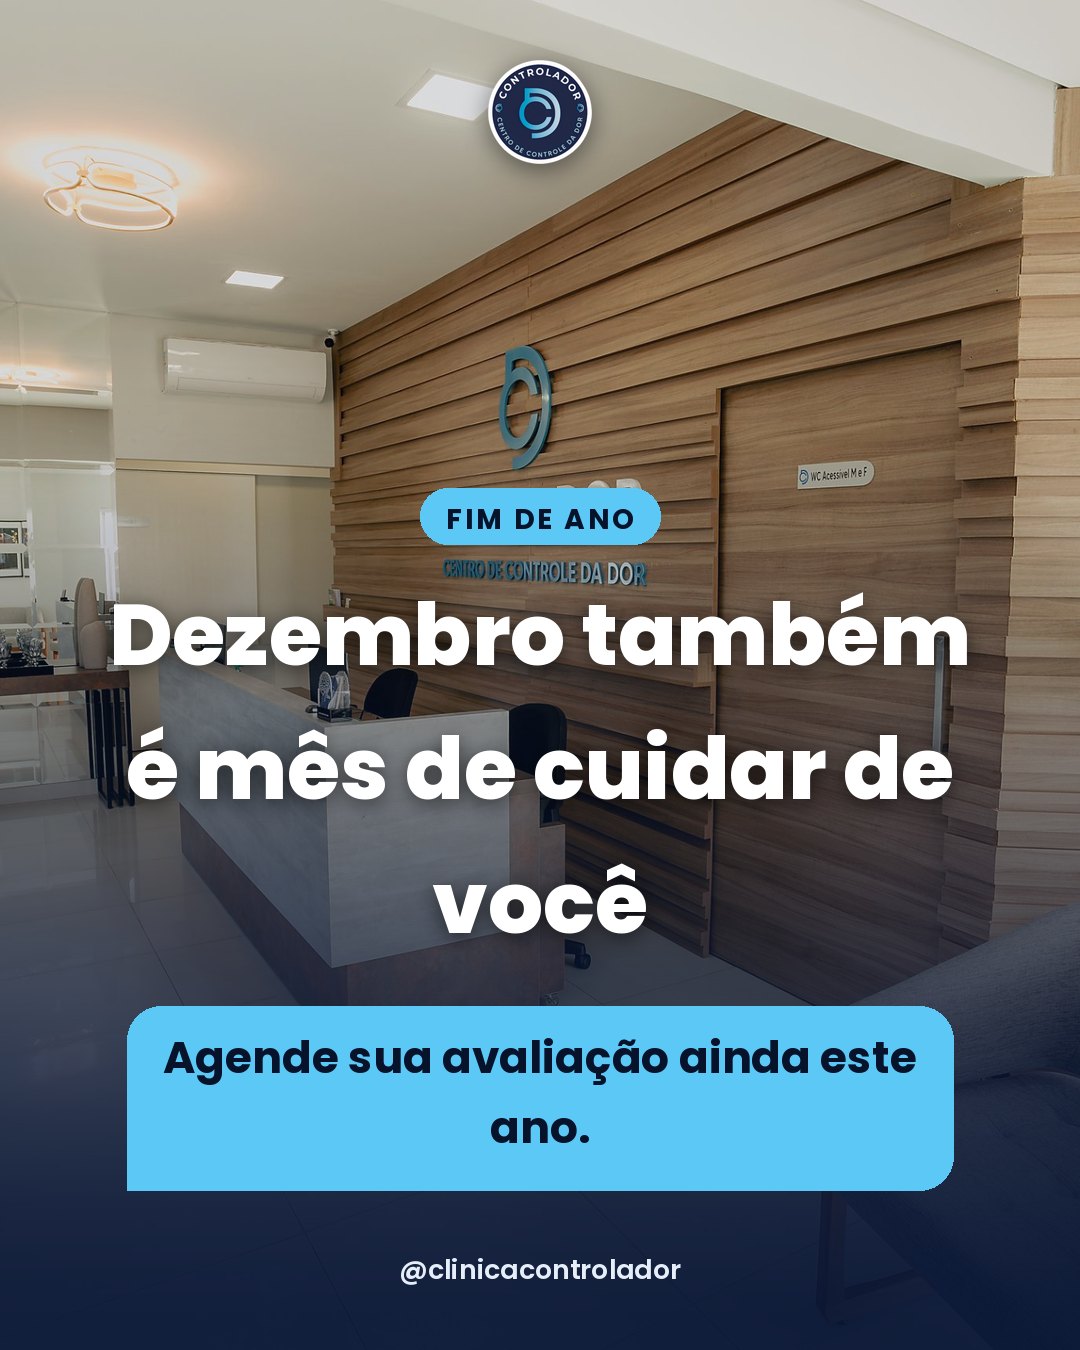 CONTROLADOR
CENTRO DE CONTROLE DA DOR
WC Acessível M e F
FIM DE ANO
CENTRO DE CONTROLE DA DOR
Dezembro também
é mês de cuidar de
você
Agende sua avaliação ainda este
ano.
@clinicacontrolador